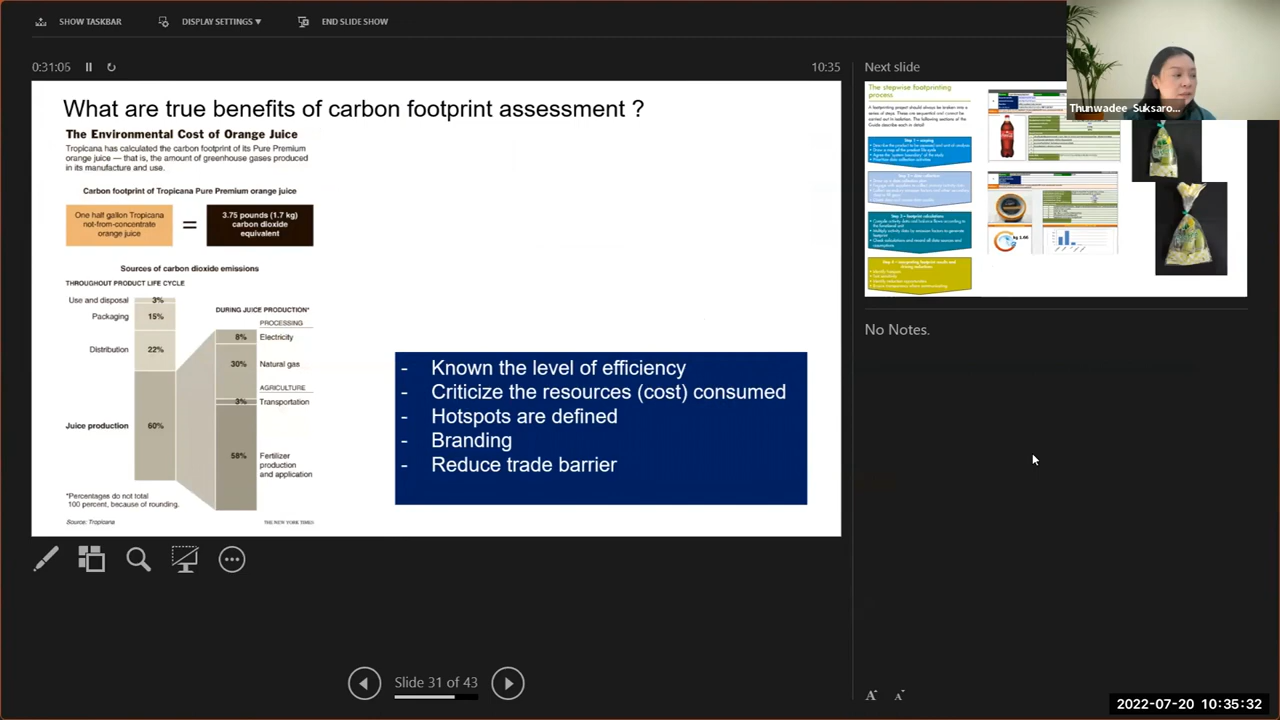 SHOW TASKBAR
DISPLAY SETTINGS ▼
END SLIDE SHOW
0:31:05
10:35
What are true benefits of carbon footprint assessment ?
The Environmental Cost of Orange Juice
Tropicana has calculated the carbon footprint of its Pure Premium
orange juice — that is, the amount of greenhouse gases produced
in its manufacture and use.
Carbon footprint of Tropicana Pure Premium orange juice
One half gallon Tropicana
not-from-concentrate
orange juice
=
3.75 pounds (1.7 kg)
carbon dioxide
equivalent
Sources of carbon dioxide emissions
THROUGHOUT PRODUCT LIFE CYCLE
Use and disposal 3%
Packaging 15%
Distribution 22%
Juice production 60%
DURING JUICE PRODUCTION*
PROCESSING
8% Electricity
30% Natural gas
AGRICULTURE
3% Transportation
58% Fertilizer
production
and application
*Percentages do not total
100 percent, because of rounding.
Source: Tropicana
THE NEW YORK TIMES
- Known the level of efficiency
- Criticize the resources (cost) consumed
- Hotspots are defined
- Branding
- Reduce trade barrier
Slide 31 of 43
Next slide
Thunwadee Suksaro...
The stepwise footprinting
process
No Notes.
A A
2022-07-20 10:35:32